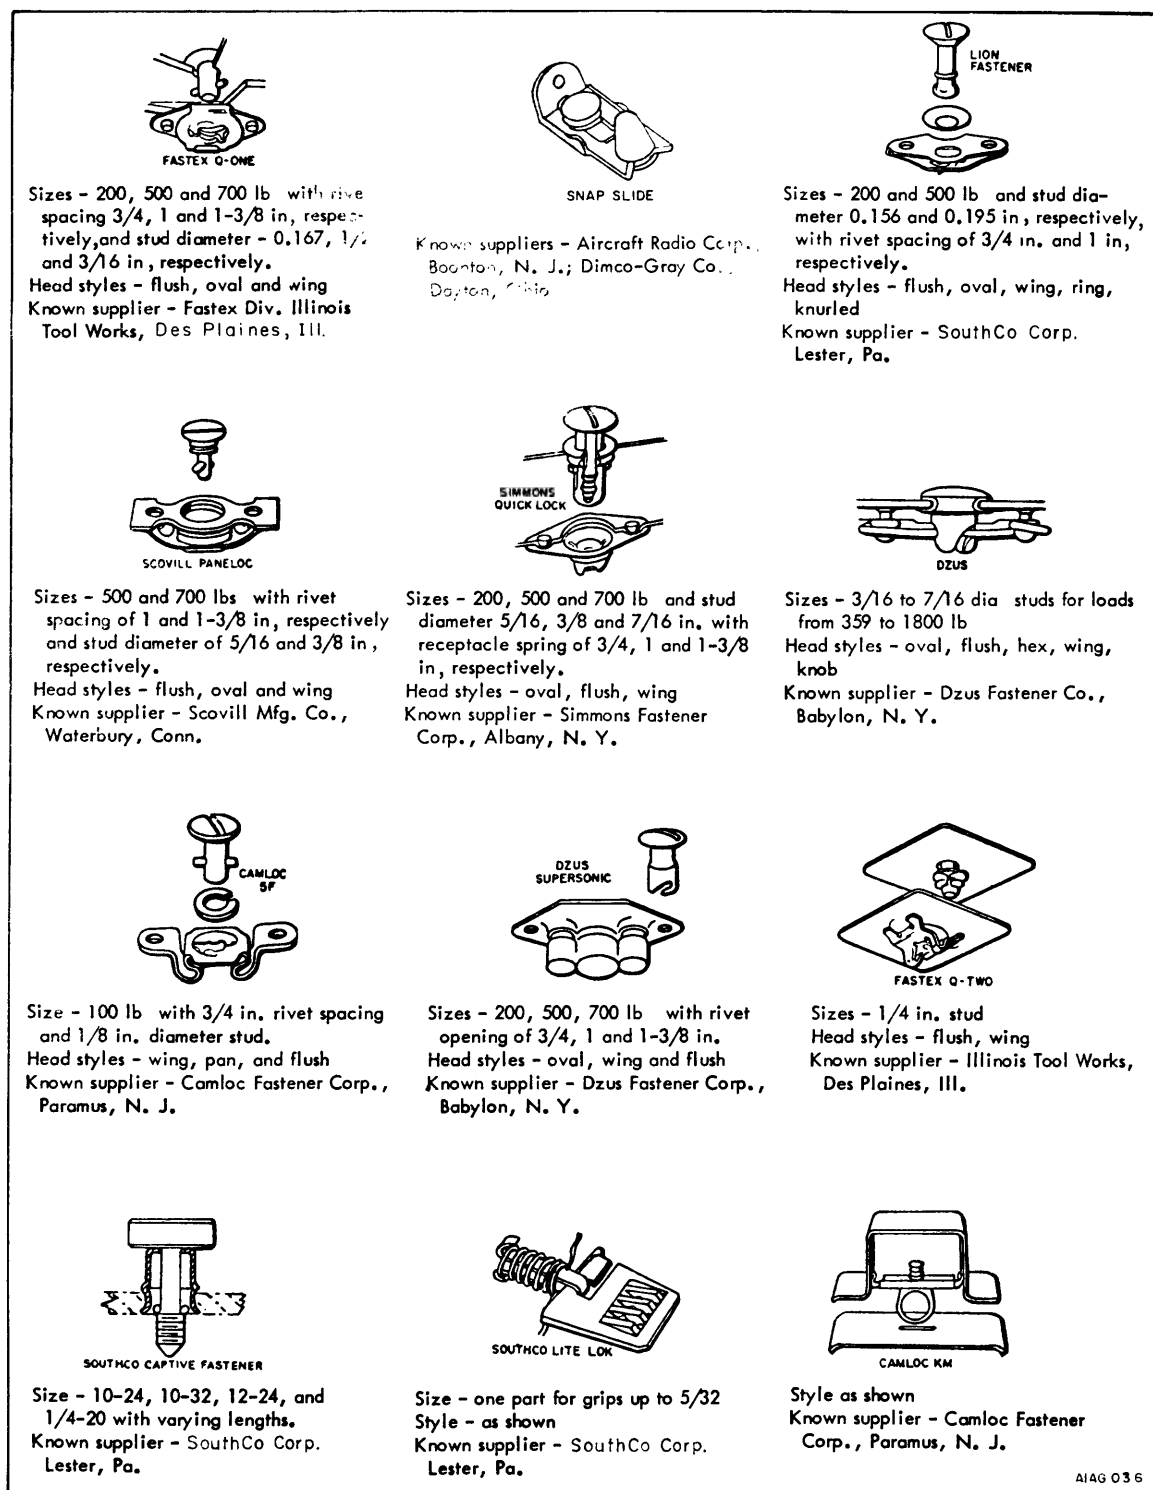 FASTEX Q-ONE
Sizes - 200, 500 and 700 lb with rive
spacing 3/4, 1 and 1-3/8 in, respec-
tively,and stud diameter - 0.167, 
and 3/16 in, respectively.
Head styles - flush, oval and wing
Known supplier - Fastex Div. Illinois
Tool Works, Des Plaines, Ill.
SNAP SLIDE
Known suppliers - Aircraft Radio Corp.,
Boonton, N. J.; Dimco-Gray Co.,
Dayton, Ohio
LION
FASTENER
Sizes - 200 and 500 lb and stud dia-
meter 0.156 and 0.195 in, respectively,
with rivet spacing of 3/4 in. and 1 in,
respectively.
Head styles - flush, oval, wing, ring,
knurled
Known supplier - SouthCo Corp.
Lester, Pa.
SCOVILL PANELOC
Sizes - 500 and 700 lbs with rivet
spacing of 1 and 1-3/8 in, respectively
and stud diameter of 5/16 and 3/8 in,
respectively.
Head styles - flush, oval and wing
Known supplier - Scovill Mfg. Co.,
Waterbury, Conn.
SIMMONS
QUICK LOCK
Sizes - 200, 500 and 700 lb and stud
diameter 5/16, 3/8 and 7/16 in. with
receptacle spring of 3/4, 1 and 1-3/8
in, respectively.
Head styles - oval, flush, wing
Known supplier - Simmons Fastener
Corp., Albany, N. Y.
DZUS
Sizes - 3/16 to 7/16 dia studs for loads
from 359 to 1800 lb
Head styles - oval, flush, hex, wing,
knob
Known supplier - Dzus Fastener Co.,
Babylon, N. Y.
CAMLOC
5F
Size - 100 lb with 3/4 in. rivet spacing
and 1/8 in. diameter stud.
Head styles - wing, pan, and flush
Known supplier - Camloc Fastener Corp.,
Paramus, N. J.
DZUS
SUPERSONIC
Sizes - 200, 500, 700 lb with rivet
opening of 3/4, 1 and 1-3/8 in.
Head styles - oval, wing and flush
Known supplier - Dzus Fastener Corp.,
Babylon, N. Y.
FASTEX Q-TWO
Sizes - 1/4 in. stud
Head styles - flush, wing
Known supplier - Illinois Tool Works,
Des Plaines, Ill.
SOUTHCO CAPTIVE FASTENER
Size - 10-24, 10-32, 12-24, and
1/4-20 with varying lengths.
Known supplier - SouthCo Corp.
Lester, Pa.
SOUTHCO LITE LOK
Size - one part for grips up to 5/32
Style - as shown
Known supplier - SouthCo Corp.
Lester, Pa.
CAMLOC KM
Style as shown
Known supplier - Camloc Fastener
Corp., Paramus, N. J.
AIAG 036